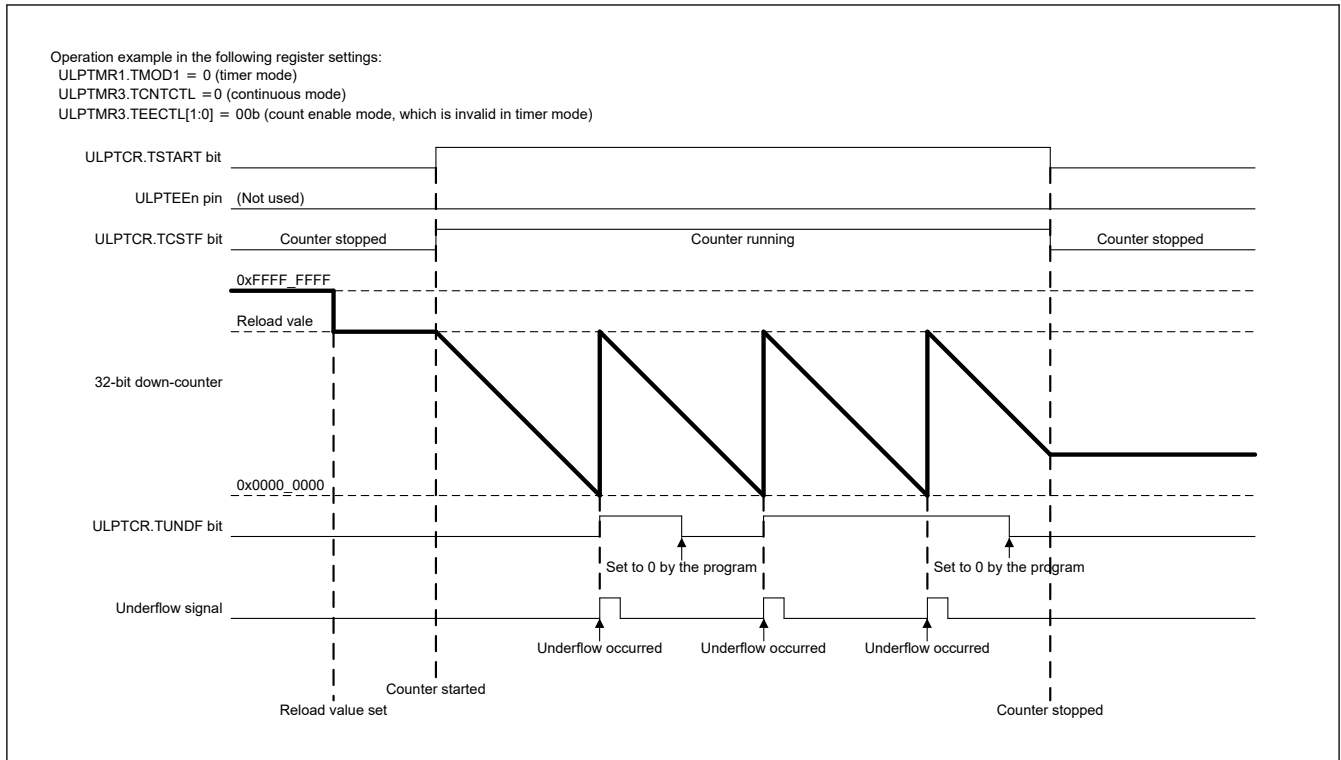 Operation example in the following register settings:
ULPTMR1.TMOD1 = 0 (timer mode)
ULPTMR3.TCNTCTL =0 (continuous mode)
ULPTMR3.TEECTL[1:0] = 00b (count enable mode, which is invalid in timer mode)
ULPTCR.TSTART bit
ULPTEEn pin (Not used)
ULPTCR.TCSTF bit Counter stopped Counter running Counter stopped
0xFFFF_FFFF
Reload vale
32-bit down-counter
0x0000_0000
ULPTCR.TUNDF bit
Set to 0 by the program Set to 0 by the program
Underflow signal
Underflow occurred Underflow occurred Underflow occurred
Counter started
Reload value set Counter stopped